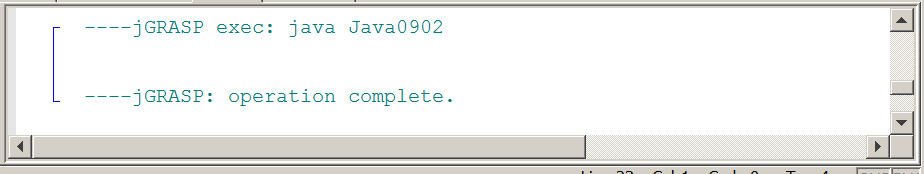 ----jGRASP exec: java Java0902
----jGRASP: operation complete.